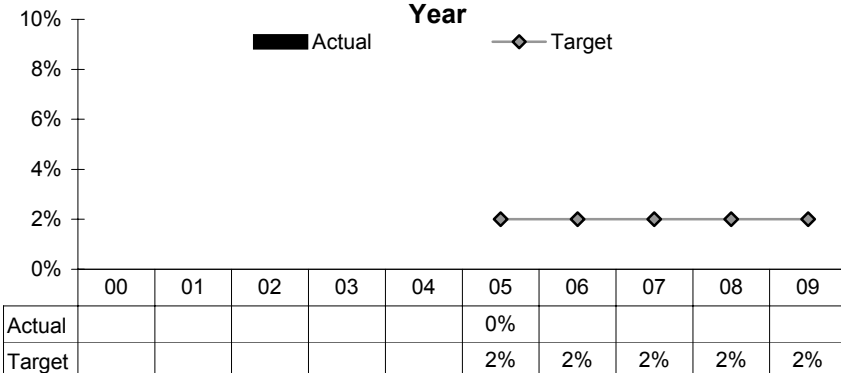 Year
10%
Actual Target
8%
6%
4%
2%
0%
00 01 02 03 04 05 06 07 08 09
Actual 0%
Target 2% 2% 2% 2% 2%